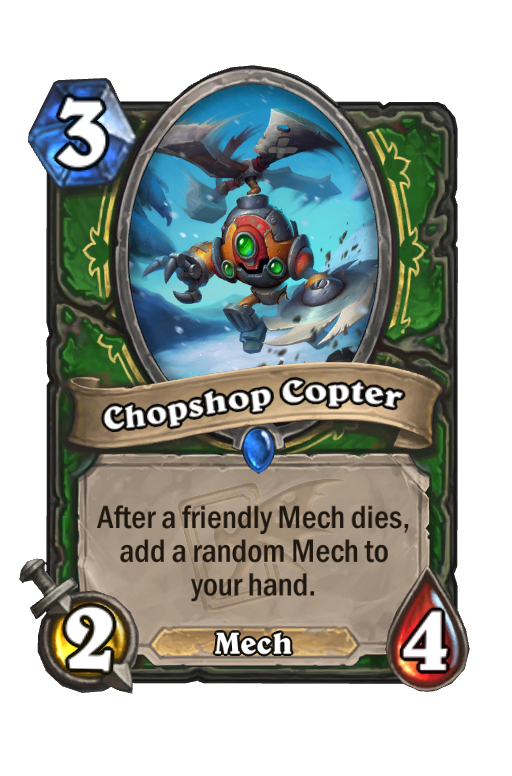 3
Chopshop Copter
After a friendly Mech dies,
add a random Mech to
your hand.
2
Mech
4